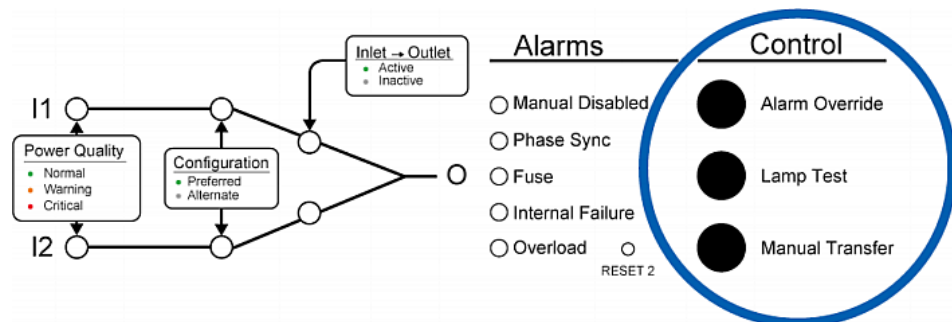 Inlet → Outlet
Active
Inactive
I1
Power Quality
Normal
Warning
Critical
Configuration
Preferred
Alternate
I2
O
Alarms
Manual Disabled
Phase Sync
Fuse
Internal Failure
Overload
RESET 2
Control
Alarm Override
Lamp Test
Manual Transfer